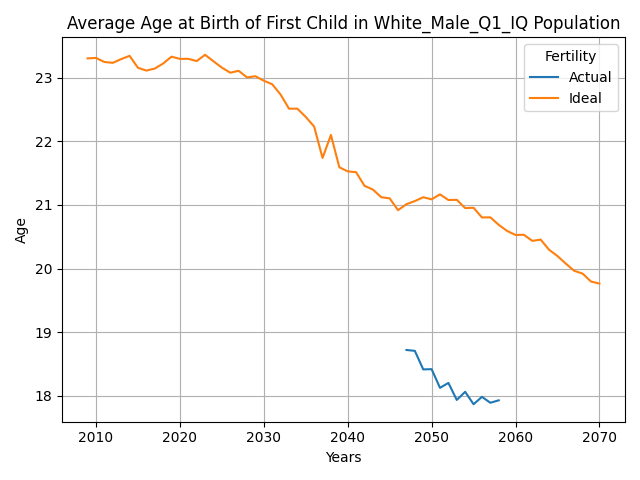 Average Age at Birth of First Child in White_Male_Q1_IQ Population
Fertility
Actual
Ideal
Age
23
22
21
20
19
18
2010 2020 2030 2040 2050 2060 2070
Years